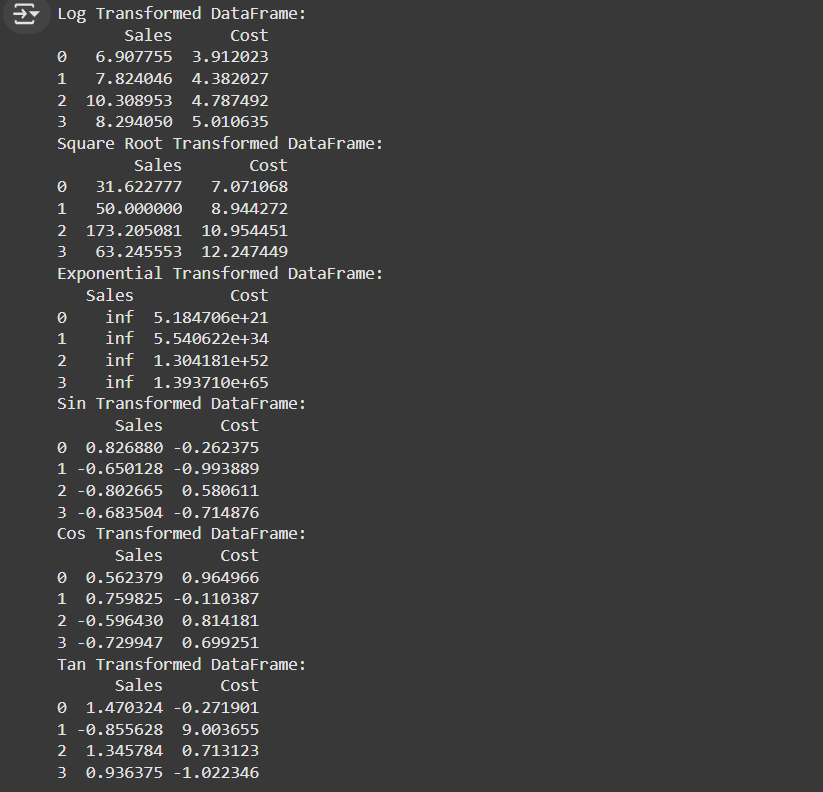 Log Transformed DataFrame:
       Sales      Cost
0   6.907755  3.912023
1   7.824046  4.382027
2  10.308953  4.787492
3   8.294050  5.010635
Square Root Transformed DataFrame:
        Sales       Cost
0   31.622777   7.071068
1   50.000000   8.944272
2  173.205081  10.954451
3   63.245553  12.247449
Exponential Transformed DataFrame:
   Sales          Cost
0    inf  5.184706e+21
1    inf  5.540622e+34
2    inf  1.304181e+52
3    inf  1.393710e+65
Sin Transformed DataFrame:
      Sales      Cost
0  0.826880 -0.262375
1 -0.650128 -0.993889
2 -0.802665  0.580611
3 -0.683504 -0.714876
Cos Transformed DataFrame:
      Sales      Cost
0  0.562379  0.964966
1  0.759825 -0.110387
2 -0.596430  0.814181
3 -0.729947  0.699251
Tan Transformed DataFrame:
      Sales      Cost
0  1.470324 -0.271901
1 -0.855628  9.003655
2  1.345784  0.713123
3  0.936375 -1.022346